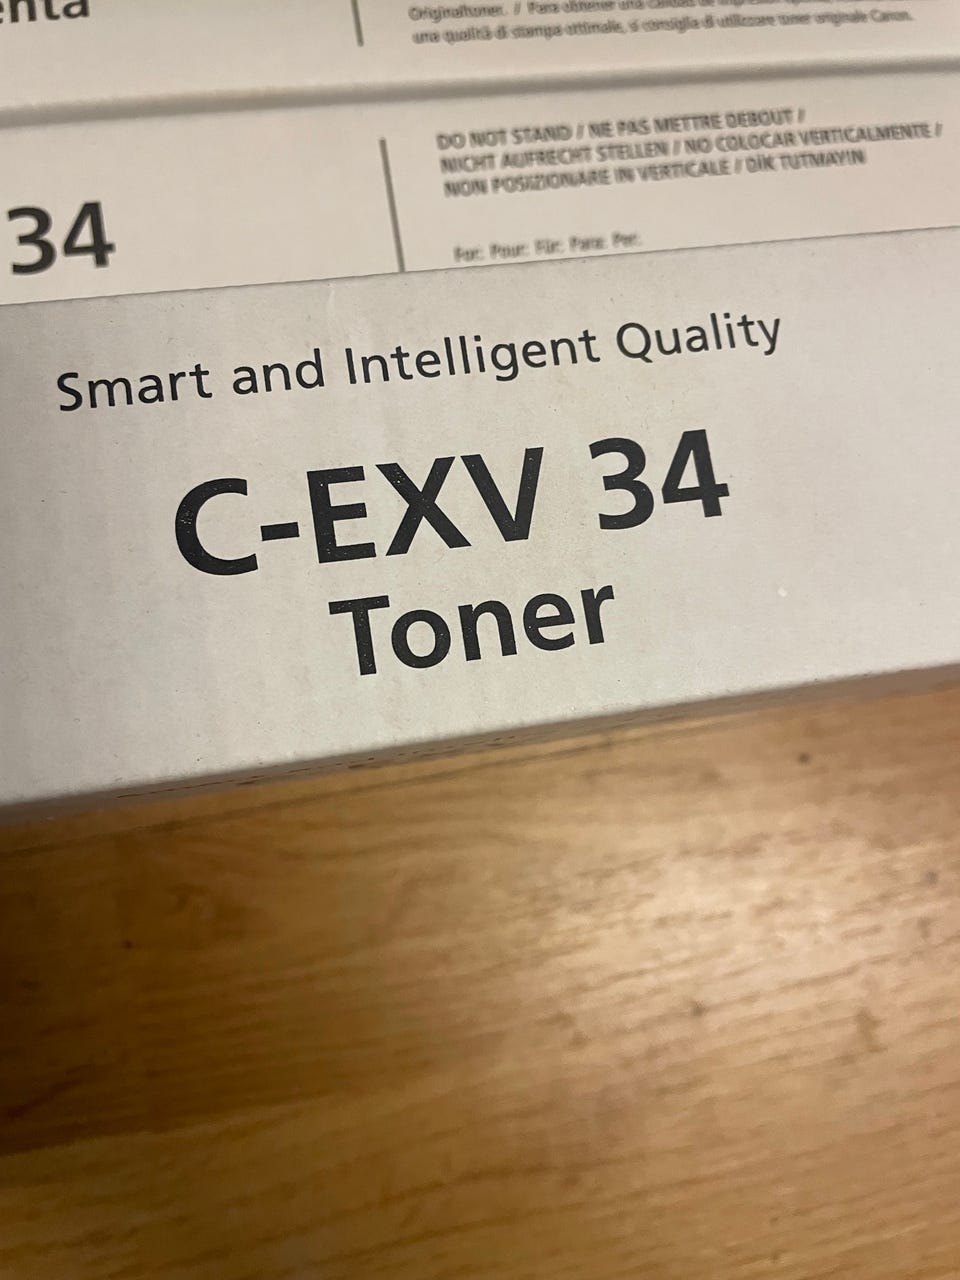 enta
Originaltoner. / Para obtener una calidad de impresión
una qualità di stampa ottimale, si consiglia di utilizzare toner originale Canon.
DO NOT STAND / NE PAS METTRE DEBOUT /
NICHT AUFRECHT STELLEN / NO COLOCAR VERTICALMENTE /
NON POSIZIONARE IN VERTICALE / DİK TUTMAYIN
34
For: Pour: Für: Para: Per:
Smart and Intelligent Quality
C-EXV 34
Toner